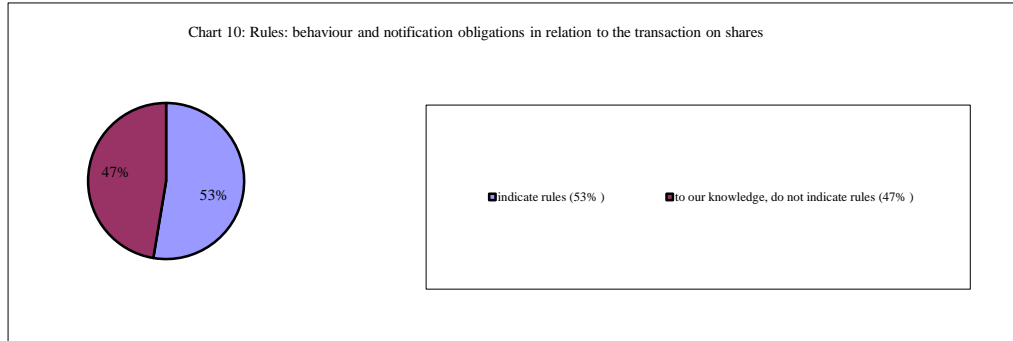 Chart 10: Rules: behaviour and notification obligations in relation to the transaction on shares
47%
53%
indicate rules (53% )
to our knowledge, do not indicate rules (47% )